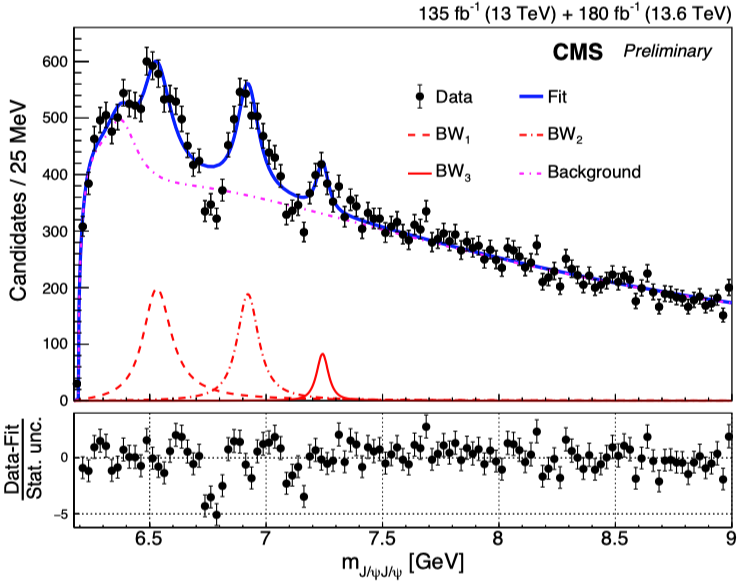 135 fb⁻¹ (13 TeV) + 180 fb⁻¹ (13.6 TeV)
CMS Preliminary
Data
Fit
BW₁
BW₂
BW₃
Background
Candidates / 25 MeV
600
500
400
300
200
100
0
Data-Fit
Stat. unc.
0
−5
6.5 7 7.5 8 8.5 9
m_J/ψJ/ψ [GeV]